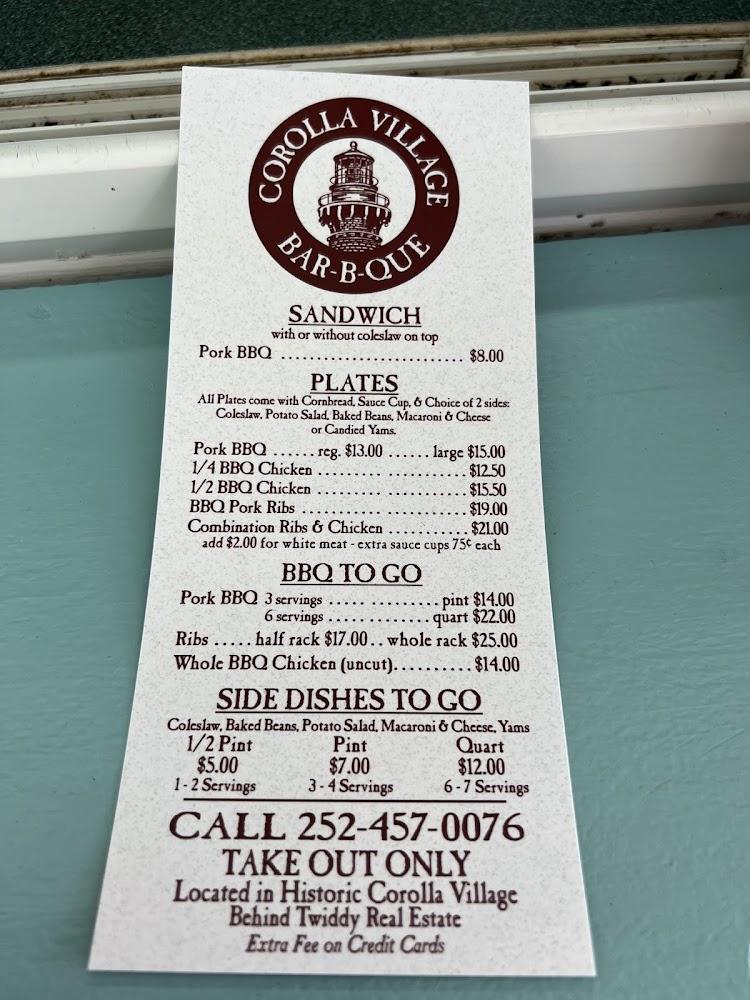 COROLLA VILLAGE
BAR-B-QUE
SANDWICH
with or without coleslaw on top
Pork BBQ .......................... $8.00
PLATES
All Plates come with Cornbread, Sauce Cup, & Choice of 2 sides:
Coleslaw, Potato Salad, Baked Beans, Macaroni & Cheese
or Candied Yams.
Pork BBQ ...... reg. $13.00 ...... large $15.00
1/4 BBQ Chicken .................... $12.50
1/2 BBQ Chicken .................... $15.50
BBQ Pork Ribs ....................... $19.00
Combination Ribs & Chicken ........... $21.00
add $2.00 for white meat - extra sauce cups 75¢ each
BBQ TO GO
Pork BBQ 3 servings ..... ......... pint $14.00
6 servings ..... ......... quart $22.00
Ribs ..... half rack $17.00.. whole rack $25.00
Whole BBQ Chicken (uncut).......... $14.00
SIDE DISHES TO GO
Coleslaw, Baked Beans, Potato Salad, Macaroni & Cheese, Yams
1/2 Pint Pint Quart
$5.00 $7.00 $12.00
1 - 2 Servings 3 - 4 Servings 6 - 7 Servings
CALL 252-457-0076
TAKE OUT ONLY
Located in Historic Corolla Village
Behind Twiddy Real Estate
Extra Fee on Credit Cards